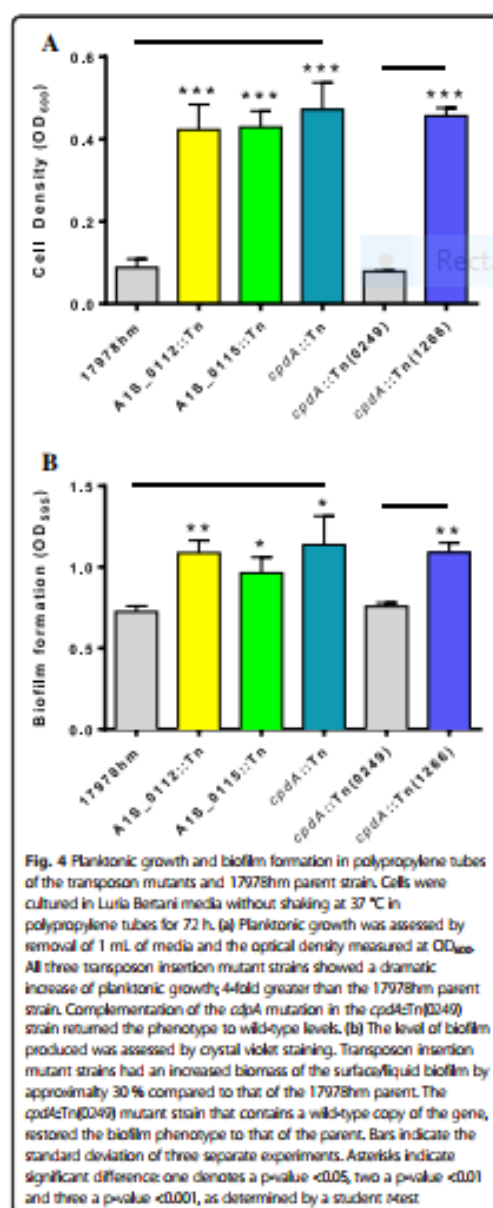 A
Cell Density (OD600)
0.6
0.4
0.2
0.0
***
***
***
***
Recta
17978hm
A1S_0112::Tn
A1S_0115::Tn
cpdA::Tn
cpdA::Tn(0249)
cpdA::Tn(1266)
B
Biofilm formation (OD595)
1.5
1.0
0.5
0.0
**
*
*
**
17978hm
A1S_0112::Tn
A1S_0115::Tn
cpdA::Tn
cpdA::Tn(0249)
cpdA::Tn(1266)
Fig. 4 Planktonic growth and biofilm formation in polypropylene tubes
of the transposon mutants and 17978hm parent strain. Cells were
cultured in Luria Bertani media without shaking at 37 °C in
polypropylene tubes for 72 h. (a) Planktonic growth was assessed by
removal of 1 mL of media and the optical density measured at OD600.
All three transposon insertion mutant strains showed a dramatic
increase of planktonic growth; 4-fold greater than the 17978hm parent
strain. Complementation of the cdpA mutation in the cpdA::Tn(0249)
strain returned the phenotype to wild-type levels. (b) The level of biofilm
produced was assessed by crystal violet staining. Transposon insertion
mutant strains had an increased biomass of the surface/liquid biofilm by
approximalty 30 % compared to that of the 17978hm parent. The
cpdA::Tn(0249) mutant strain that contains a wild-type copy of the gene,
restored the biofilm phenotype to that of the parent. Bars indicate the
standard deviation of three separate experiments. Asterisks indicate
significant difference: one denotes a p-value <0.05, two a p-value <0.01
and three a p-value <0.001, as determined by a student t-test